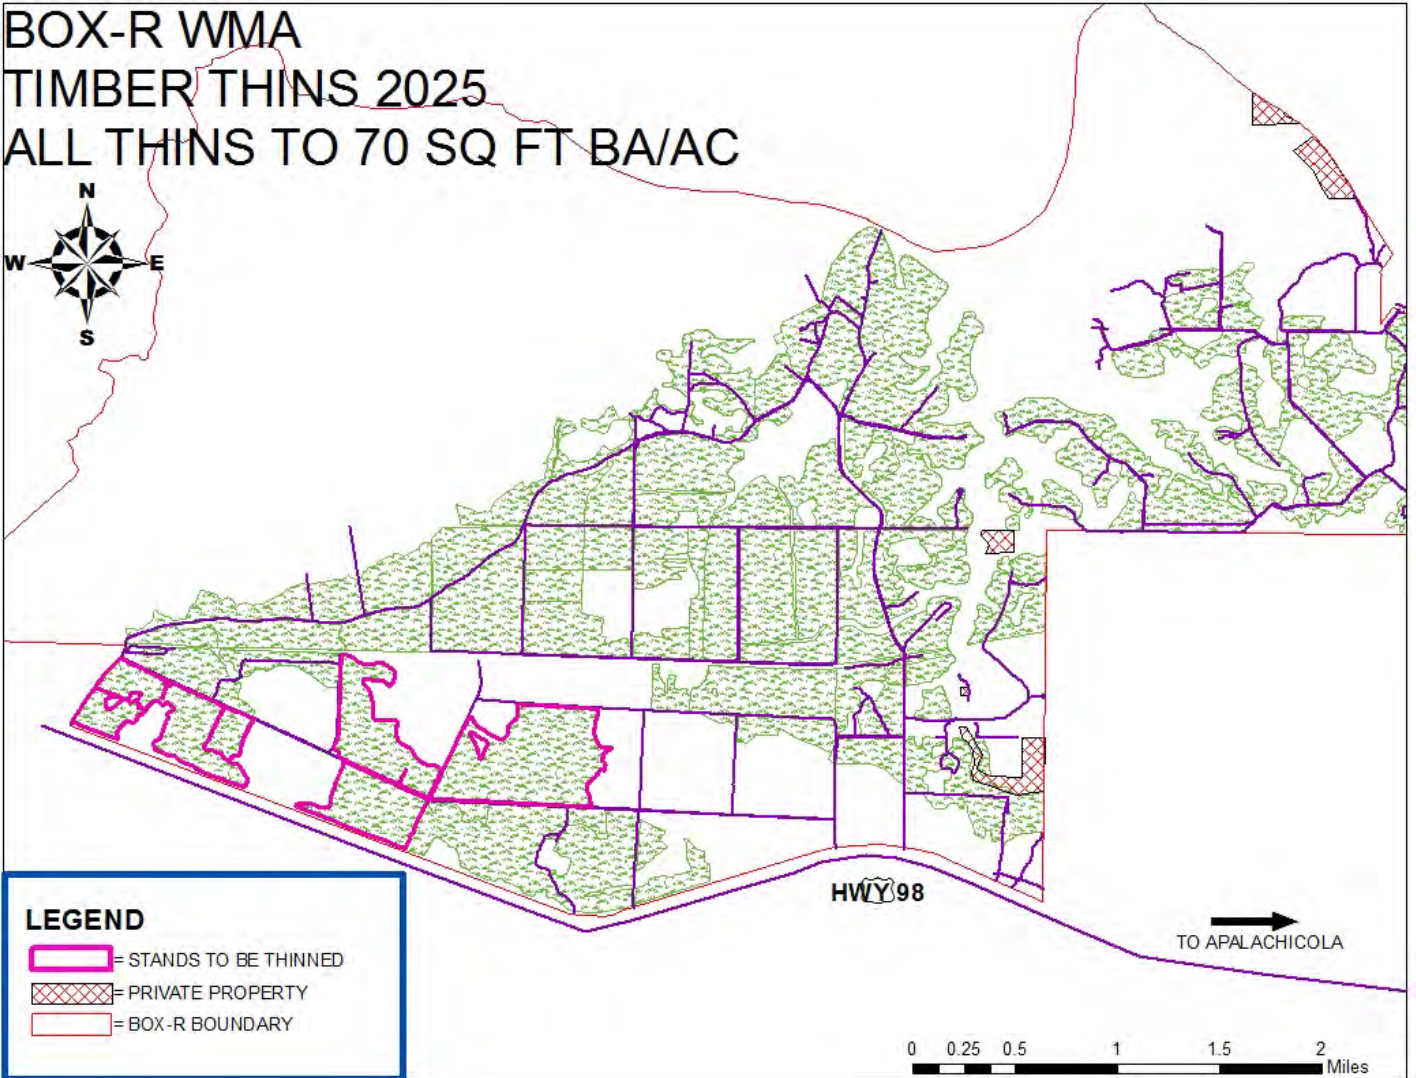 BOX-R WMA
TIMBER THINS 2025
ALL THINS TO 70 SQ FT BA/AC
N
W E
S
HWY 98
TO APALACHICOLA
LEGEND
= STANDS TO BE THINNED
= PRIVATE PROPERTY
= BOX-R BOUNDARY
0 0.25 0.5 1 1.5 2
Miles